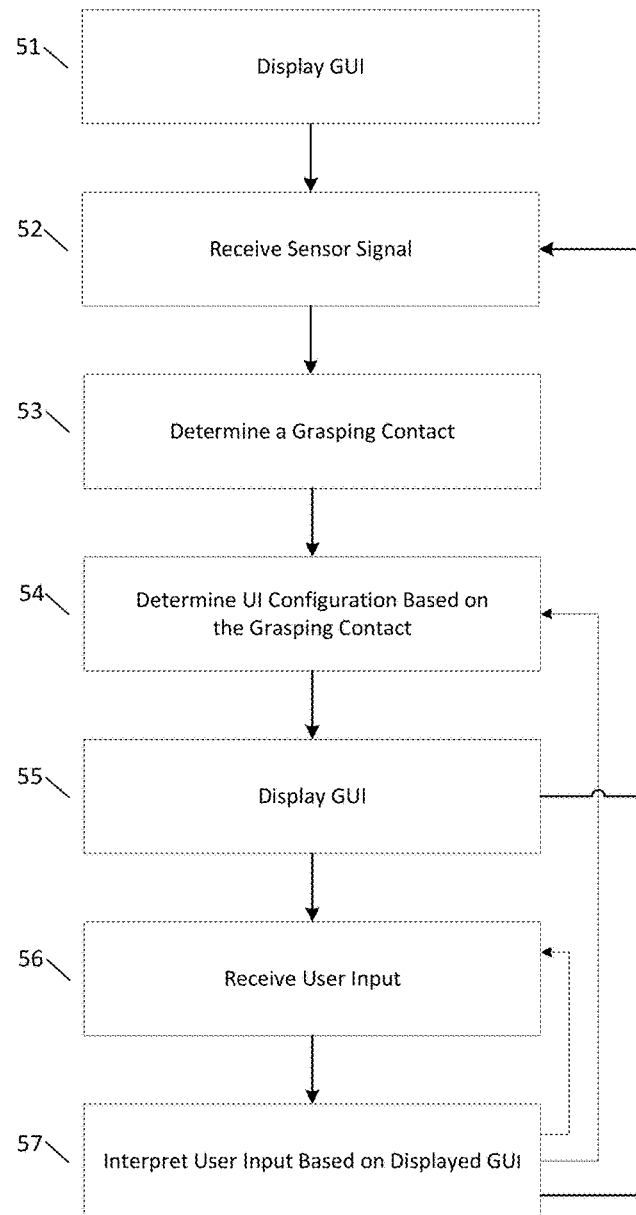 51
Display GUI
52
Receive Sensor Signal
53
Determine a Grasping Contact
54
Determine UI Configuration Based on
the Grasping Contact
55
Display GUI
56
Receive User Input
57
Interpret User Input Based on Displayed GUI